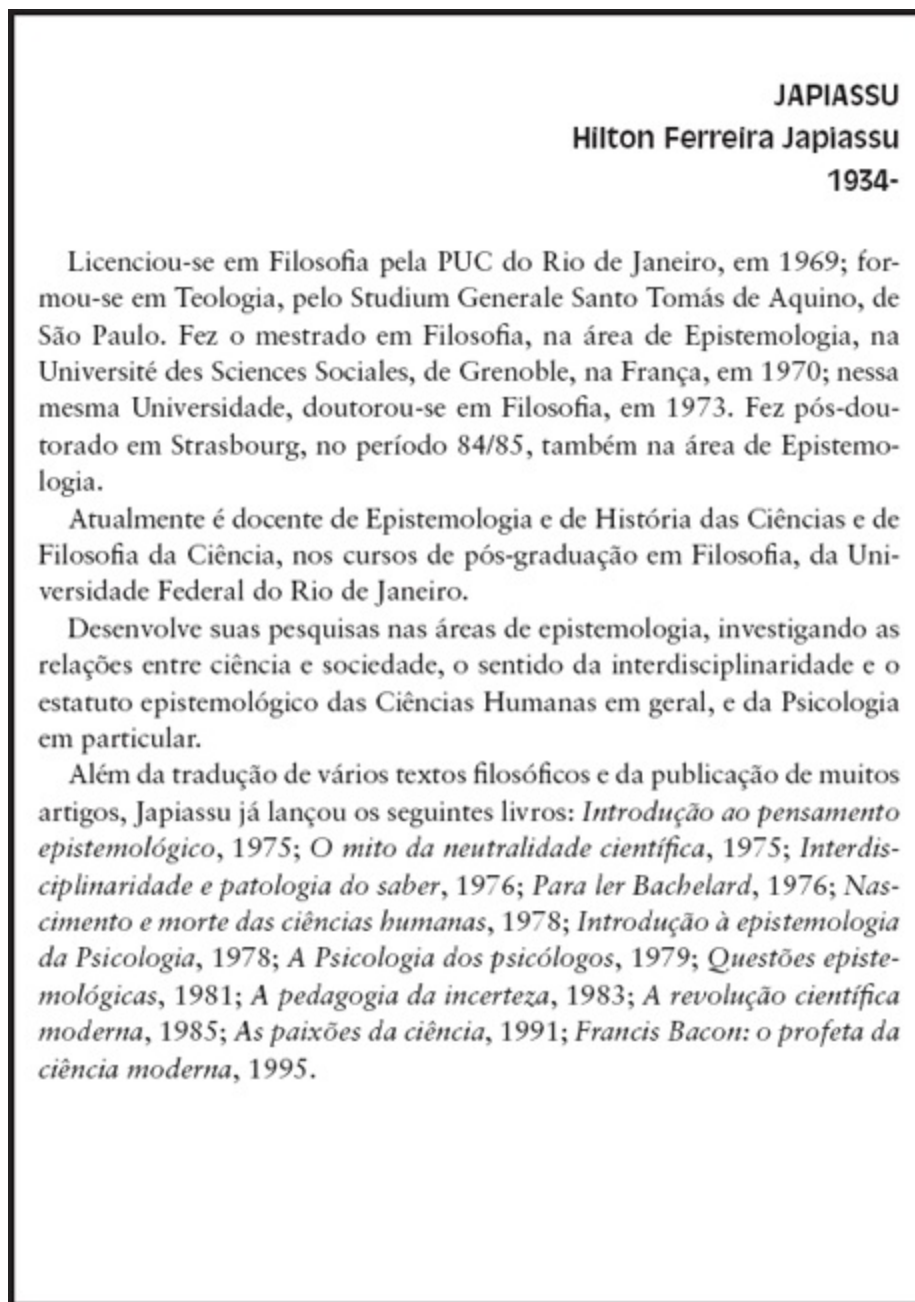 JAPIASSU
Hilton Ferreira Japiassu
1934-
Licenciou-se em Filosofia pela PUC do Rio de Janeiro, em 1969; for-
mou-se em Teologia, pelo Studium Generale Santo Tomás de Aquino, de
São Paulo. Fez o mestrado em Filosofia, na área de Epistemologia, na
Université des Sciences Sociales, de Grenoble, na França, em 1970; nessa
mesma Universidade, doutorou-se em Filosofia, em 1973. Fez pós-dou-
torado em Strasbourg, no período 84/85, também na área de Epistemo-
logia.
Atualmente é docente de Epistemologia e de História das Ciências e de
Filosofia da Ciência, nos cursos de pós-graduação em Filosofia, da Uni-
versidade Federal do Rio de Janeiro.
Desenvolve suas pesquisas nas áreas de epistemologia, investigando as
relações entre ciência e sociedade, o sentido da interdisciplinaridade e o
estatuto epistemológico das Ciências Humanas em geral, e da Psicologia
em particular.
Além da tradução de vários textos filosóficos e da publicação de muitos
artigos, Japiassu já lançou os seguintes livros: Introdução ao pensamento
epistemológico, 1975; O mito da neutralidade científica, 1975; Interdis-
ciplinaridade e patologia do saber, 1976; Para ler Bachelard, 1976; Nas-
cimento e morte das ciências humanas, 1978; Introdução à epistemologia
da Psicologia, 1978; A Psicologia dos psicólogos, 1979; Questões episte-
mológicas, 1981; A pedagogia da incerteza, 1983; A revolução científica
moderna, 1985; As paixões da ciência, 1991; Francis Bacon: o profeta da
ciência moderna, 1995.